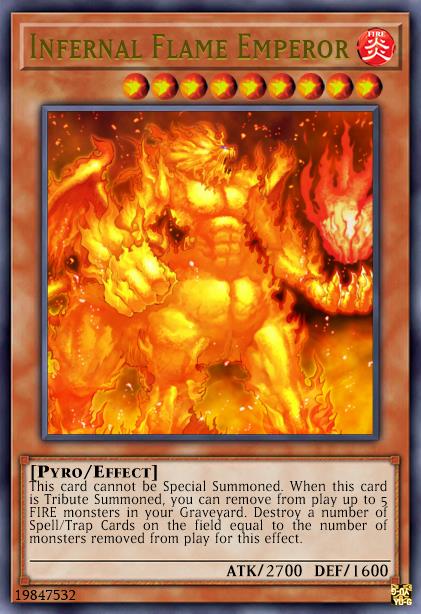 Infernal Flame Emperor
FIRE
炎
[Pyro/Effect]
This card cannot be Special Summoned. When this card
is Tribute Summoned, you can remove from play up to 5
FIRE monsters in your Graveyard. Destroy a number of
Spell/Trap Cards on the field equal to the number of
monsters removed from play for this effect.
ATK/2700 DEF/1600
19847532